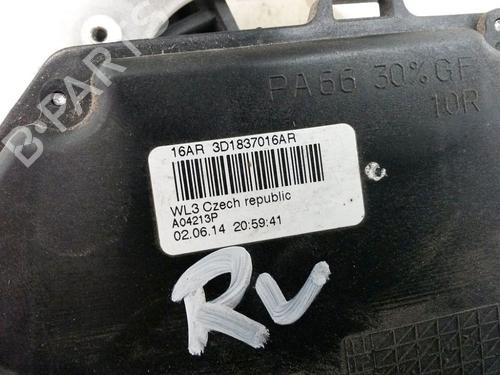 PA66 30%GF
10R
16AR 3D1837016AR
WL3 Czech republic
A04213P
02.06.14 20:59:41
RV
B-PARTS